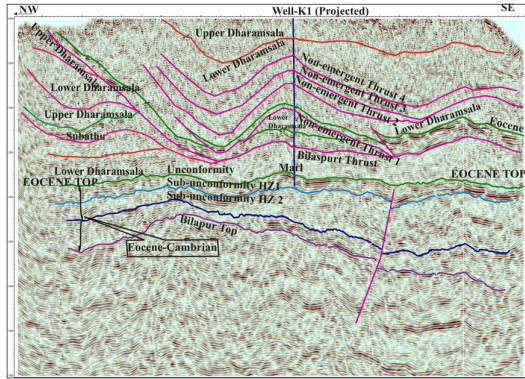 NW
Well-K1 (Projected)
SE
Upper Dharamsala
Upper Dharamsala
Lower Dharamsala
Lower Dharamsala
Non-emergent Thrust 4
Non-emergent Thrust 3
Non-emergent Thrust 2
Upper Dharamsala
Lower Dharamsala
Non-emergent Thrust 1
Lower Dharamsala
Eocene
Subathu
Bilaspurt Thrust
Lower Dharamsala
Unconformity
Marl
EOCENE TOP
EOCENE TOP
Sub-unconformity HZ1
Sub-unconformity HZ 2
Bilapur Top
Eocene-Cambrian